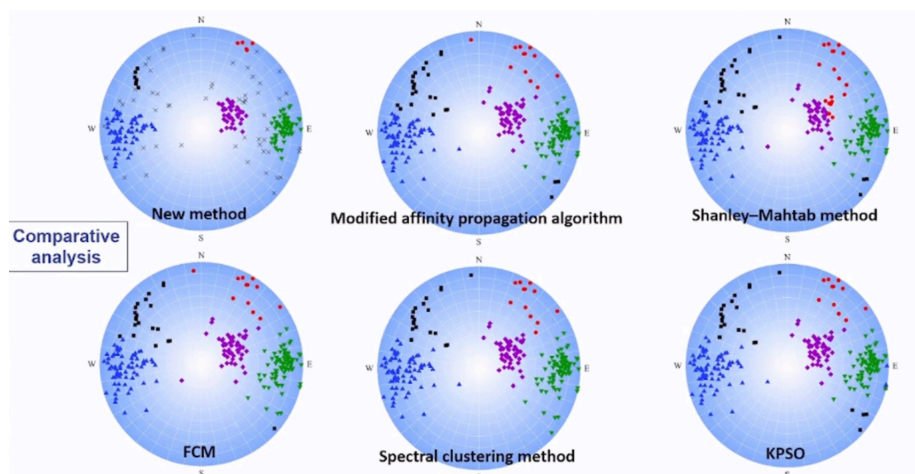 N
N
N
W
E
W
E
W
E
New method
Modified affinity propagation algorithm
Shanley–Mahtab method
S
S
S
Comparative
analysis
N
N
N
W
E
W
E
W
E
FCM
Spectral clustering method
KPSO
S